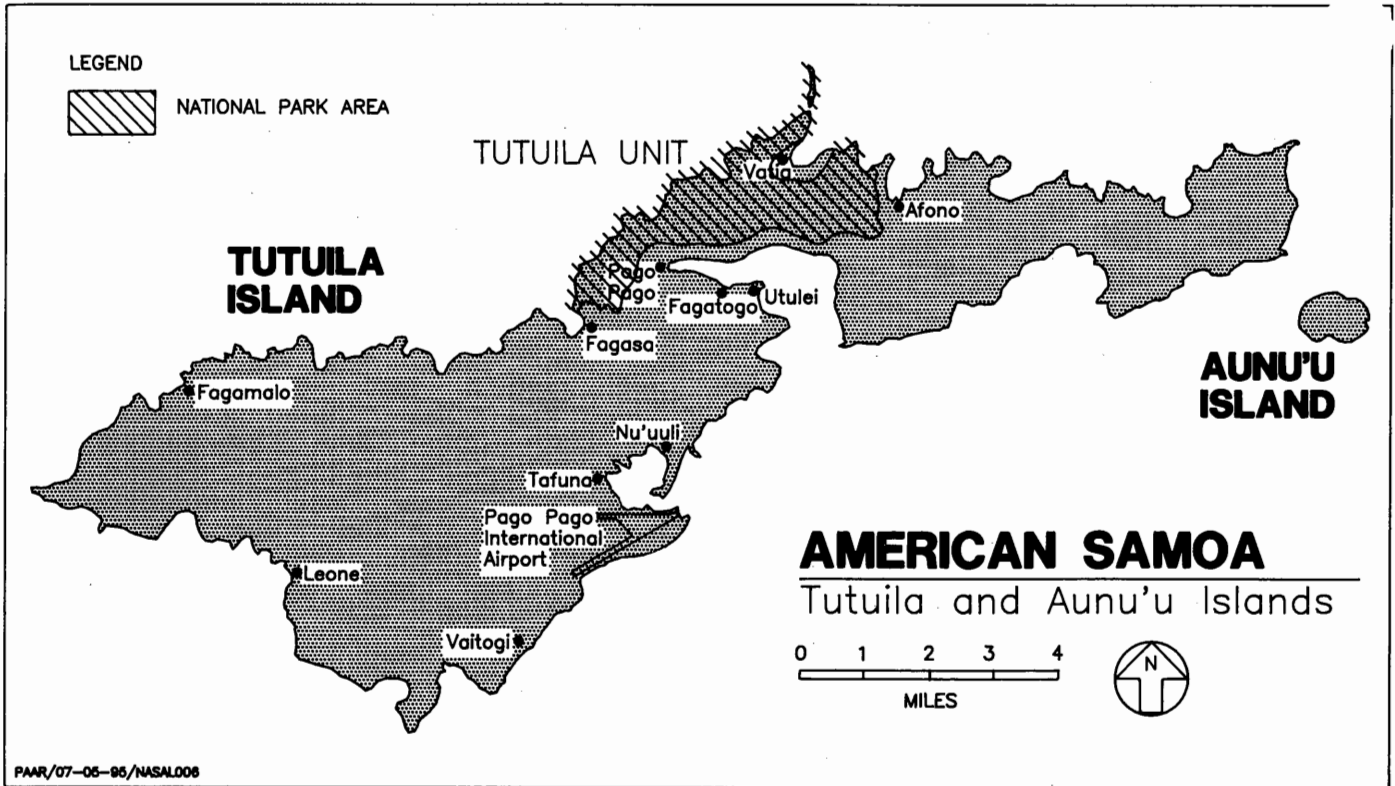 LEGEND
NATIONAL PARK AREA
TUTUILA UNIT
Vatia
Afono
TUTUILA
ISLAND
Pago
Pago
Fagatogo
Utulei
Fagasa
AUNU'U
ISLAND
Fagamalo
Nu'uuli
Tafuna
Pago Pago
International
Airport
Leone
Vaitogi
AMERICAN SAMOA
Tutuila and Aunu'u Islands
0 1 2 3 4
MILES
N
PAAR/07-05-95/NASAL006